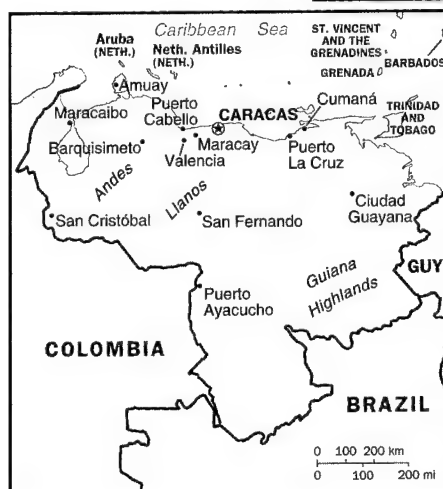 Caribbean Sea
Aruba
(NETH.)
Neth. Antilles
(NETH.)
ST. VINCENT
AND THE
GRENADINES
BARBADOS
GRENADA
Amuay
Puerto
Cabello
CARACAS
Cumaná
TRINIDAD
AND
TOBAGO
Maracaibo
Barquisimeto
Maracay
Valencia
Puerto
La Cruz
Andes
Llanos
Ciudad
Guayana
San Cristóbal
San Fernando
GUY
Guiana
Highlands
Puerto
Ayacucho
COLOMBIA
BRAZIL
0 100 200 km
0 100 200 mi